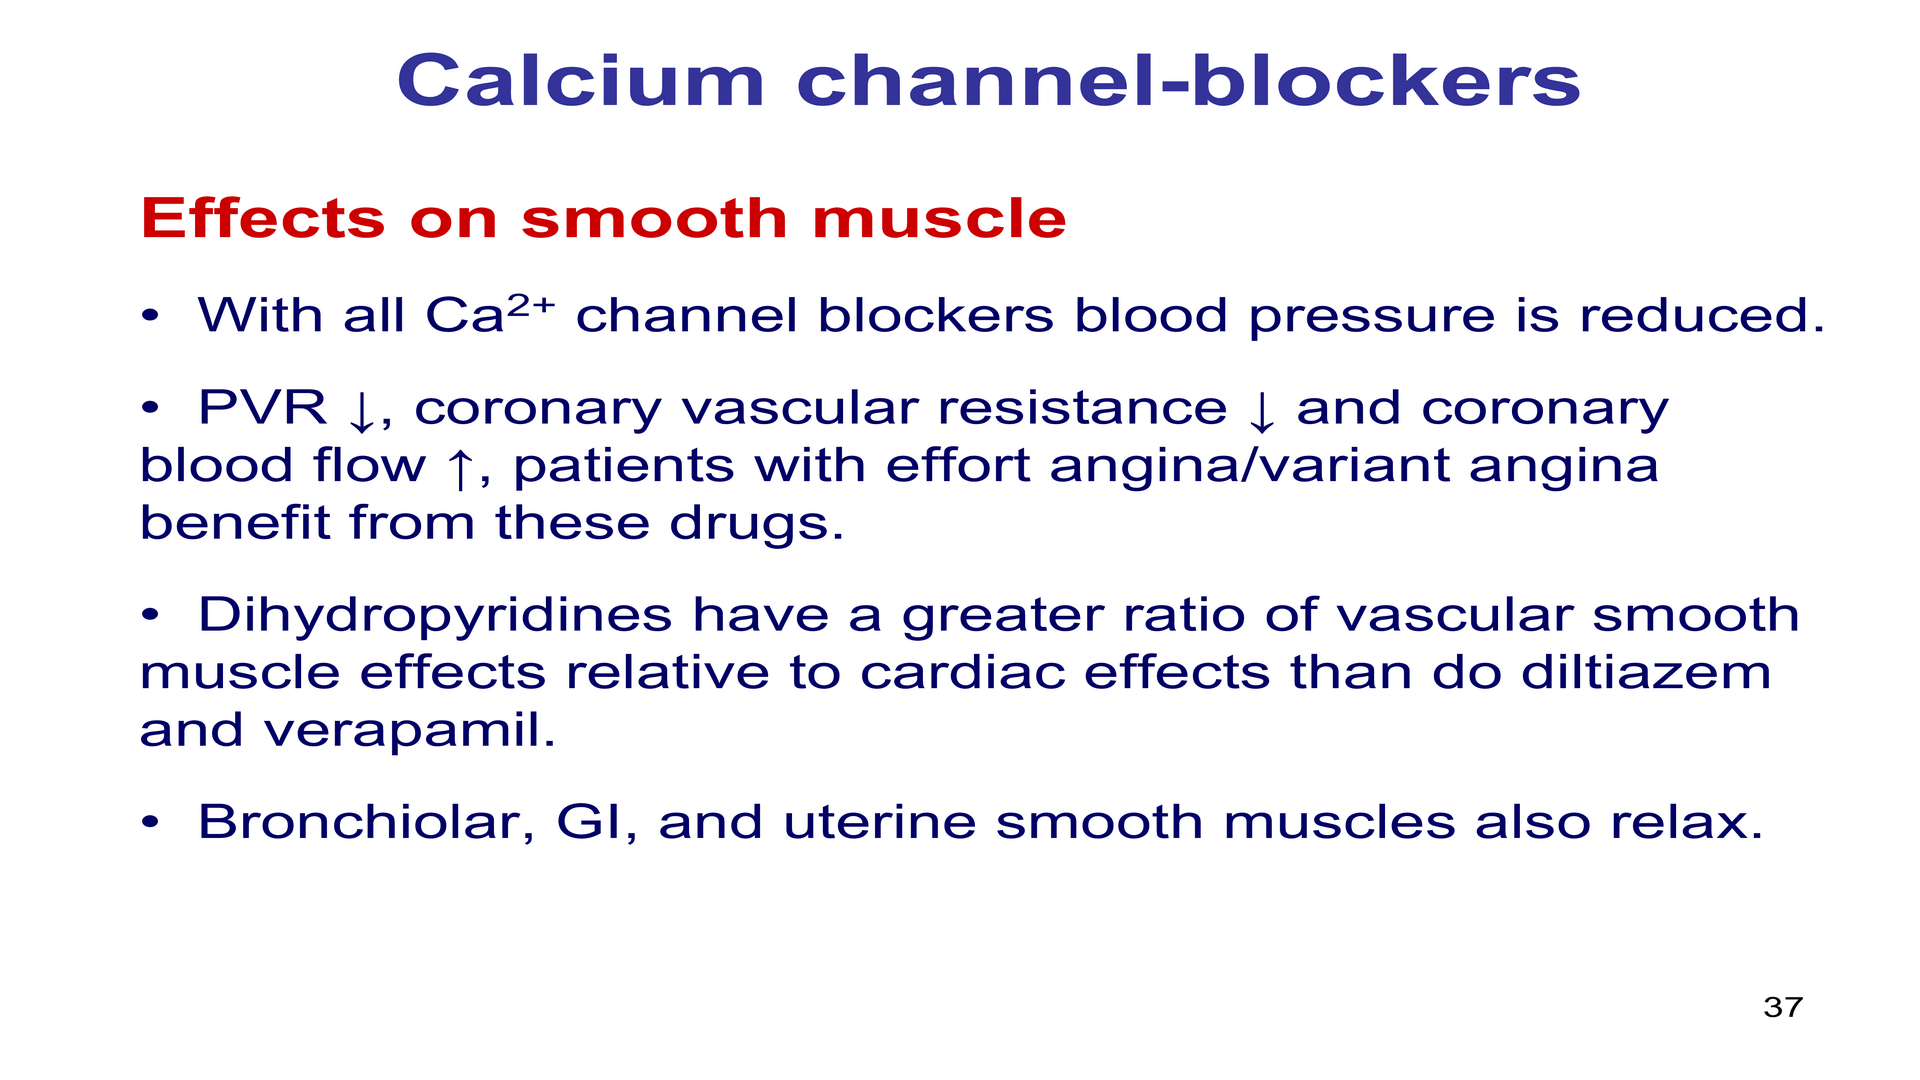 Calcium channel-blockers
Effects on smooth muscle
• With all Ca²⁺ channel blockers blood pressure is reduced.
• PVR ↓, coronary vascular resistance ↓ and coronary
blood flow ↑, patients with effort angina/variant angina
benefit from these drugs.
• Dihydropyridines have a greater ratio of vascular smooth
muscle effects relative to cardiac effects than do diltiazem
and verapamil.
• Bronchiolar, GI, and uterine smooth muscles also relax.
37